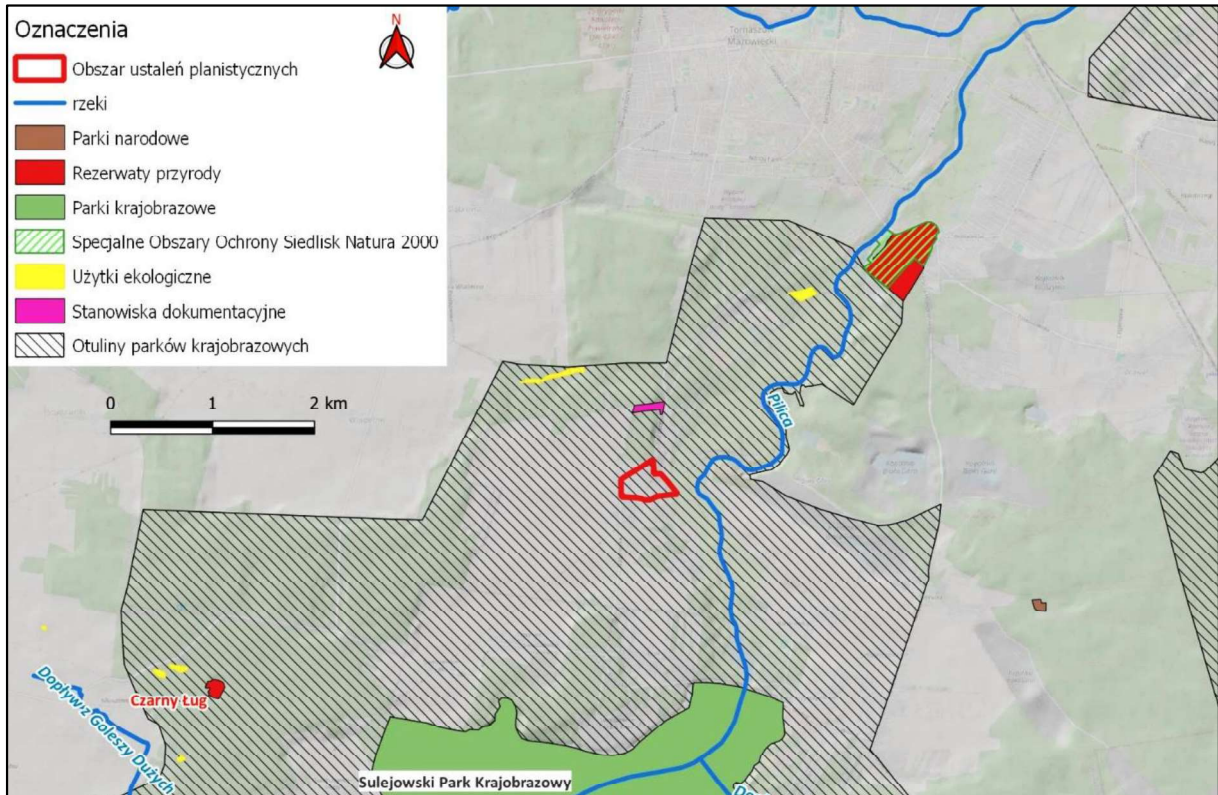 Oznaczenia
N
Obszar ustaleń planistycznych
rzeki
Parki narodowe
Rezerwaty przyrody
Parki krajobrazowe
Specjalne Obszary Ochrony Siedlisk Natura 2000
Użytki ekologiczne
Stanowiska dokumentacyjne
Otuliny parków krajobrazowych
0 1 2 km
Tomaszów
Mazowiecki
Pilica
Czarny Ług
Dopływ z Goleszy Dużych
Sulejowski Park Krajobrazowy